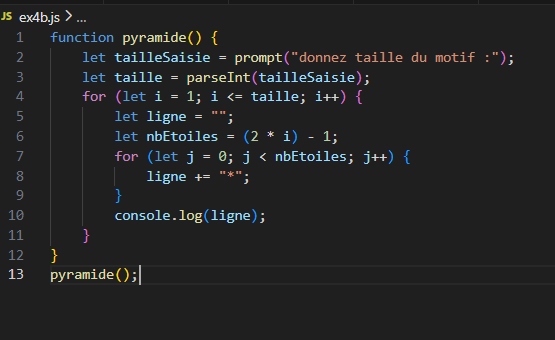 JS ex4b.js > ...
1 function pyramide() {
2 let tailleSaisie = prompt("donnez taille du motif :");
3 let taille = parseInt(tailleSaisie);
4 for (let i = 1; i <= taille; i++) {
5 let ligne = "";
6 let nbEtoiles = (2 * i) - 1;
7 for (let j = 0; j < nbEtoiles; j++) {
8 ligne += "*";
9 }
10 console.log(ligne);
11 }
12 }
13 pyramide();